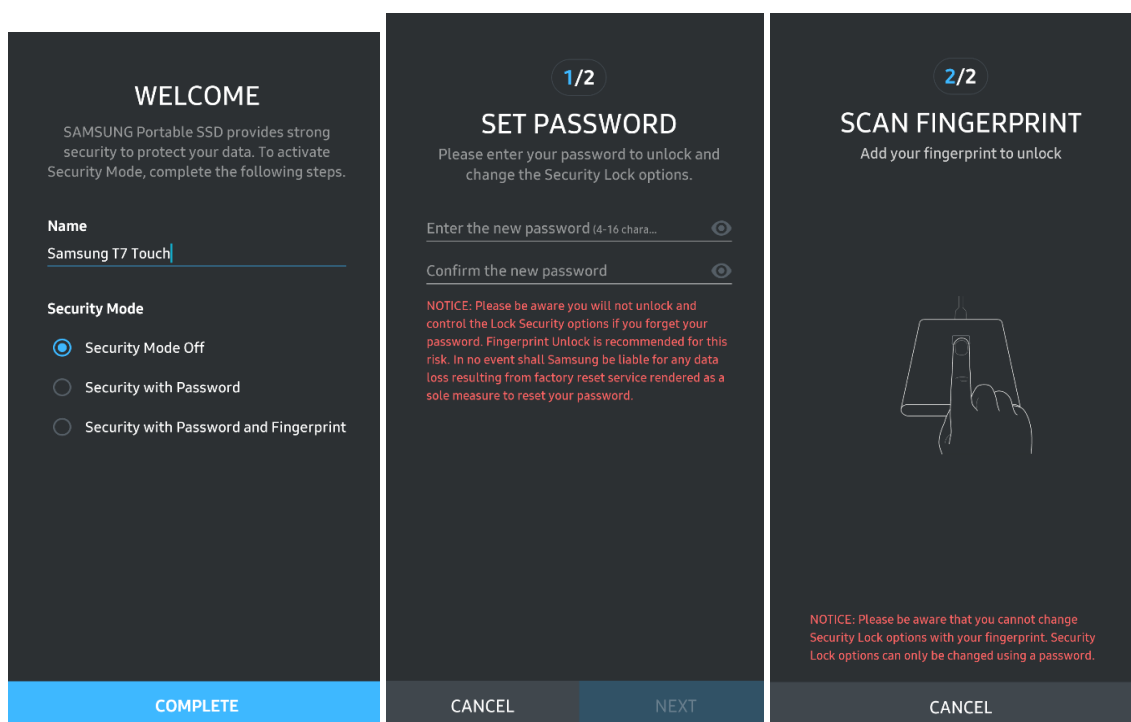 WELCOME
SAMSUNG Portable SSD provides strong
security to protect your data. To activate
Security Mode, complete the following steps.
Name
Samsung T7 Touch
Security Mode
Security Mode Off
Security with Password
Security with Password and Fingerprint
COMPLETE
1/2
SET PASSWORD
Please enter your password to unlock and
change the Security Lock options.
Enter the new password (4-16 chara...
Confirm the new password
NOTICE: Please be aware you will not unlock and
control the Lock Security options if you forget your
password. Fingerprint Unlock is recommended for this
risk. In no event shall Samsung be liable for any data
loss resulting from factory reset service rendered as a
sole measure to reset your password.
CANCEL
NEXT
2/2
SCAN FINGERPRINT
Add your fingerprint to unlock
NOTICE: Please be aware that you cannot change
Security Lock options with your fingerprint. Security
Lock options can only be changed using a password.
CANCEL